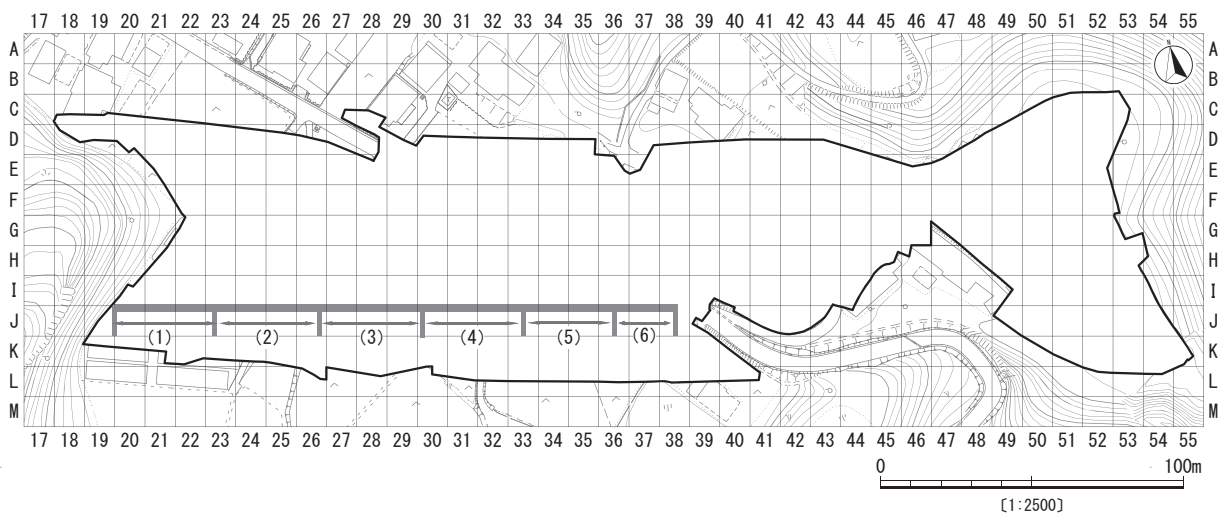 17 18 19 20 21 22 23 24 25 26 27 28 29 30 31 32 33 34 35 36 37 38 39 40 41 42 43 44 45 46 47 48 49 50 51 52 53 54 55
A A
B B
C C
D D
E E
F F
G G
H H
I I
J J
K K
L L
M M
N
(1) (2) (3) (4) (5) (6)
17 18 19 20 21 22 23 24 25 26 27 28 29 30 31 32 33 34 35 36 37 38 39 40 41 42 43 44 45 46 47 48 49 50 51 52 53 54 55
0 100m
〔1:2500〕